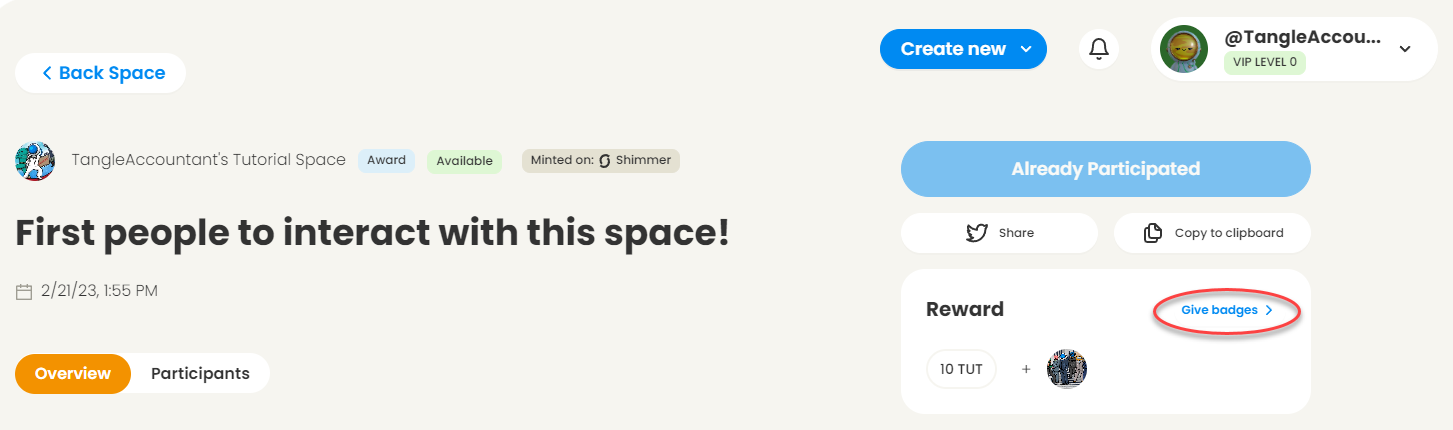 Create new
@TangleAccou...
VIP LEVEL 0
Back Space
TangleAccountant's Tutorial Space Award Available Minted on: Shimmer
Already Participated
First people to interact with this space!
Share Copy to clipboard
2/21/23, 1:55 PM
Reward Give badges
Overview Participants
10 TUT +